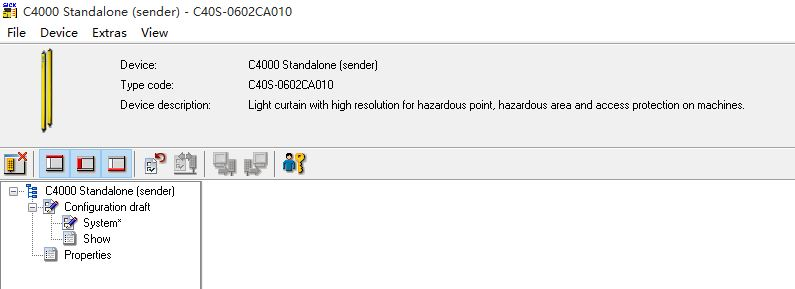 SICK
C4000 Standalone (sender) - C40S-0602CA010
File Device Extras View
Device: C4000 Standalone (sender)
Type code: C40S-0602CA010
Device description: Light curtain with high resolution for hazardous point, hazardous area and access protection on machines.
C4000 Standalone (sender)
Configuration draft
System*
Show
Properties